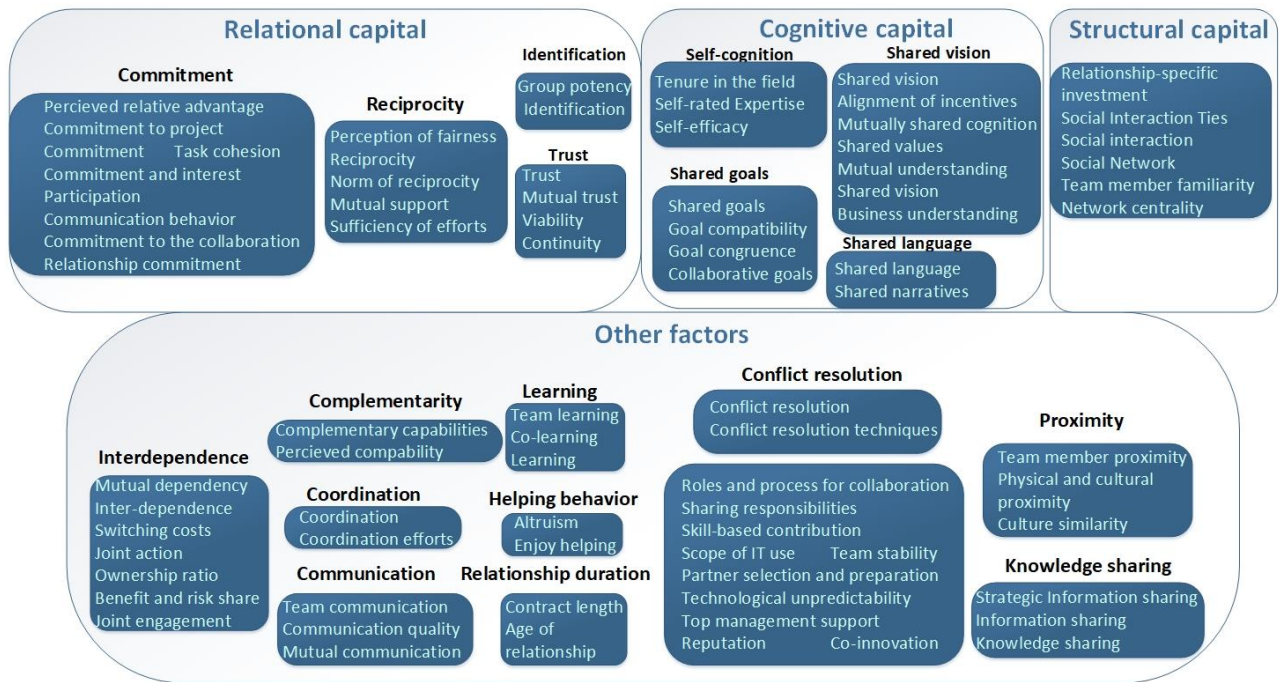 Relational capital
Commitment
Percieved relative advantage
Commitment to project
Commitment Task cohesion
Commitment and interest
Participation
Communication behavior
Commitment to the collaboration
Relationship commitment
Reciprocity
Perception of fairness
Reciprocity
Norm of reciprocity
Mutual support
Sufficiency of efforts
Identification
Group potency
Identification
Trust
Trust
Mutual trust
Viability
Continuity
Cognitive capital
Self-cognition
Tenure in the field
Self-rated Expertise
Self-efficacy
Shared goals
Shared goals
Goal compatibility
Goal congruence
Collaborative goals
Shared vision
Shared vision
Alignment of incentives
Mutually shared cognition
Shared values
Mutual understanding
Shared vision
Business understanding
Shared language
Shared language
Shared narratives
Structural capital
Relationship-specific
investment
Social Interaction Ties
Social interaction
Social Network
Team member familiarity
Network centrality
Other factors
Interdependence
Mutual dependency
Inter-dependence
Switching costs
Joint action
Ownership ratio
Benefit and risk share
Joint engagement
Complementarity
Complementary capabilities
Percieved compability
Coordination
Coordination
Coordination efforts
Communication
Team communication
Communication quality
Mutual communication
Learning
Team learning
Co-learning
Learning
Helping behavior
Altruism
Enjoy helping
Relationship duration
Contract length
Age of
relationship
Conflict resolution
Conflict resolution
Conflict resolution techniques
Roles and process for collaboration
Sharing responsibilities
Skill-based contribution
Scope of IT use Team stability
Partner selection and preparation
Technological unpredictability
Top management support
Reputation Co-innovation
Proximity
Team member proximity
Physical and cultural
proximity
Culture similarity
Knowledge sharing
Strategic Information sharing
Information sharing
Knowledge sharing